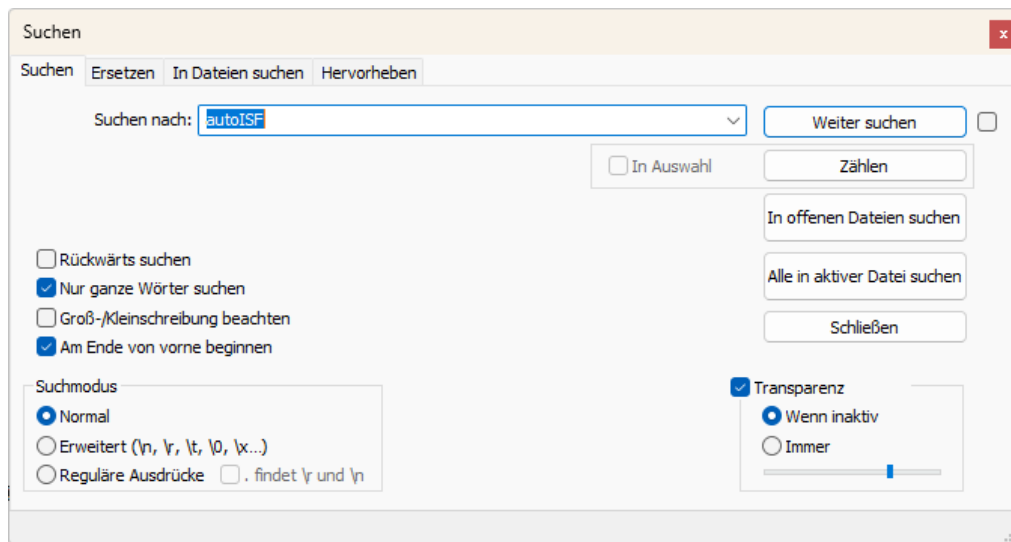 Suchen
Suchen Ersetzen In Dateien suchen Hervorheben
Suchen nach: autoISF Weiter suchen
In Auswahl Zählen
In offenen Dateien suchen
Rückwärts suchen
Nur ganze Wörter suchen Alle in aktiver Datei suchen
Groß-/Kleinschreibung beachten
Schließen
Am Ende von vorne beginnen
Suchmodus Transparenz
Normal Wenn inaktiv
Erweitert (\n, \r, \t, \0, \x...) Immer
Reguläre Ausdrücke . findet \r und \n